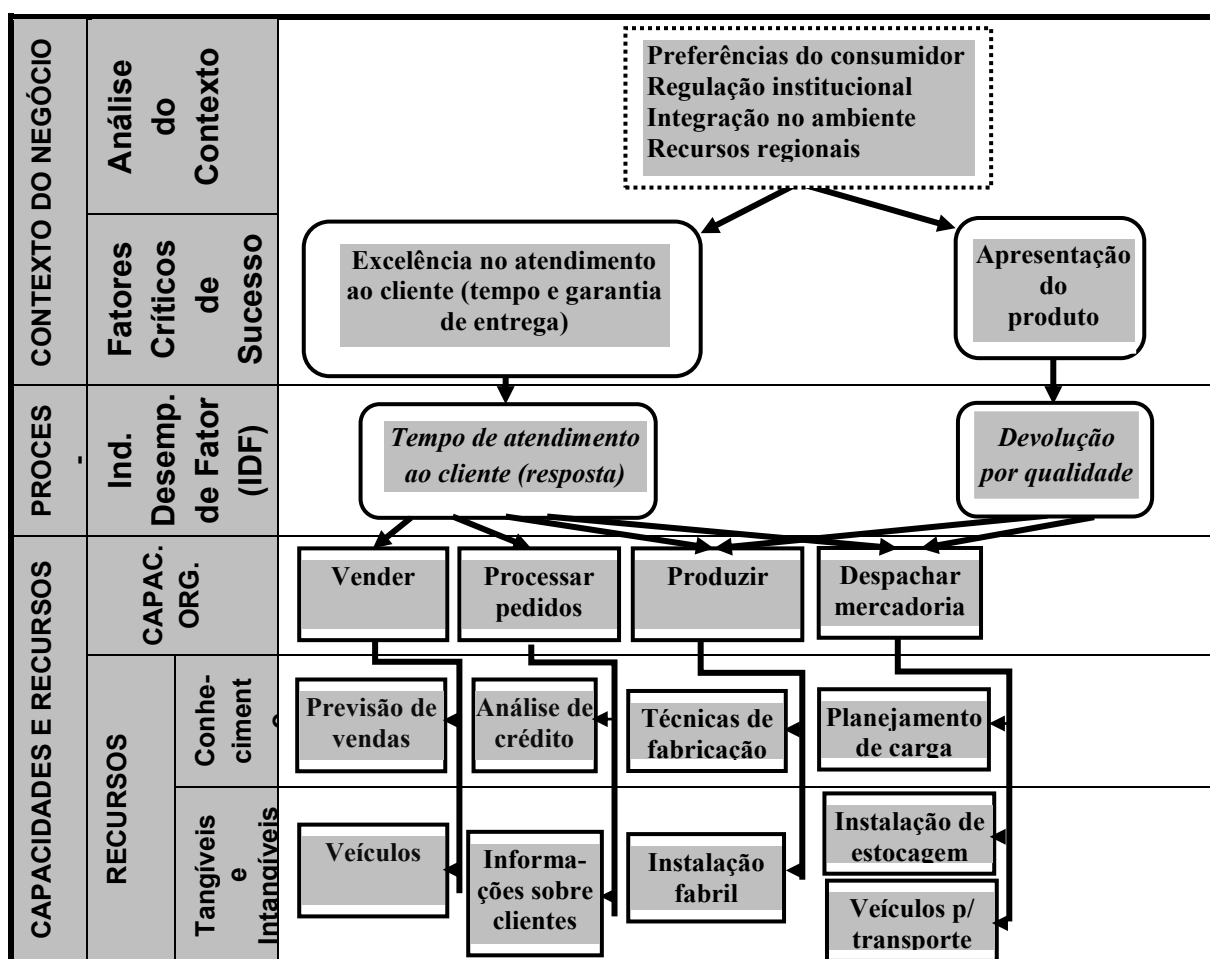 CONTEXTO DO NEGÓCIO
Análise
do
Contexto
Preferências do consumidor
Regulação institucional
Integração no ambiente
Recursos regionais
Fatores
Críticos
de
Sucesso
Excelência no atendimento
ao cliente (tempo e garantia
de entrega)
Apresentação
do
produto
PROCES
-
Ind.
Desemp.
de Fator
(IDF)
Tempo de atendimento
ao cliente (resposta)
Devolução
por qualidade
CAPACIDADES E RECURSOS
CAPAC.
ORG.
Vender
Processar
pedidos
Produzir
Despachar
mercadoria
RECURSOS
Conhe-
ciment
Previsão de
vendas
Análise de
crédito
Técnicas de
fabricação
Planejamento
de carga
Tangíveis
e
Intangíveis
Veículos
Informa-
ções sobre
clientes
Instalação
fabril
Instalação de
estocagem
Veículos p/
transporte